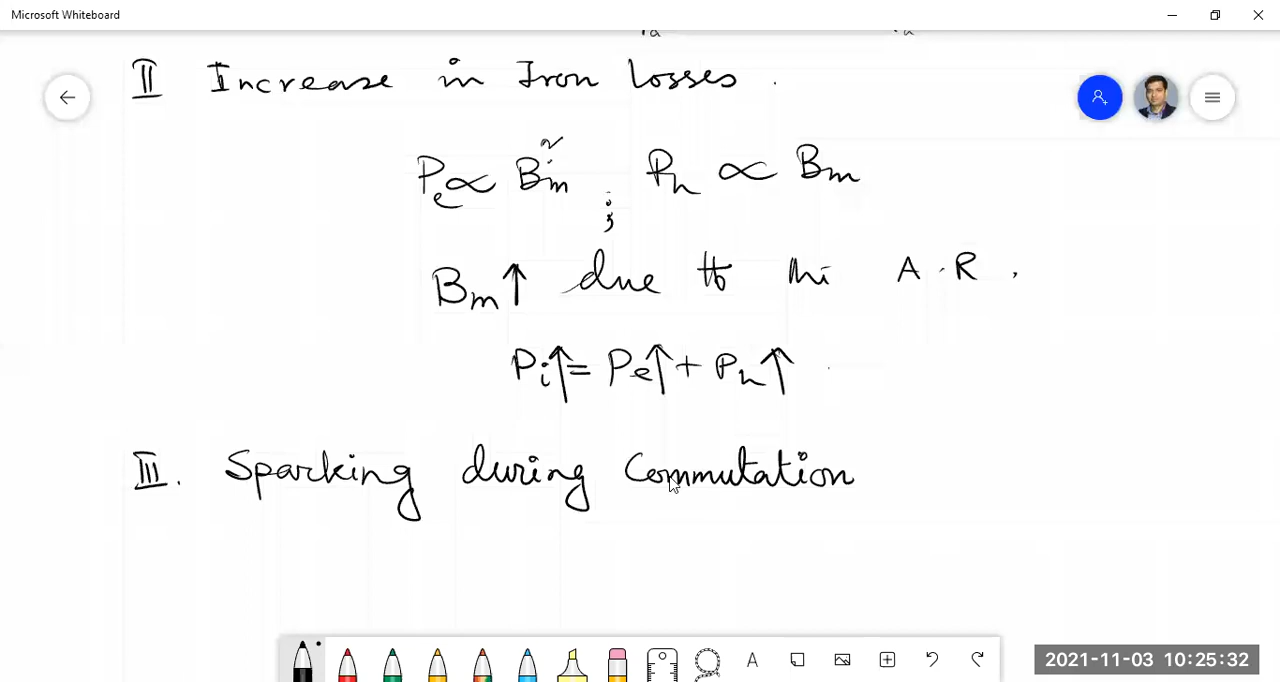 Microsoft Whiteboard
II Increase in Iron losses.
Pe ∝ Bm² ; Ph ∝ Bm
Bm↑ due to the A.R.
Pi↑ = Pe↑ + Ph↑
III. Sparking during Commutation
A
2021-11-03 10:25:32